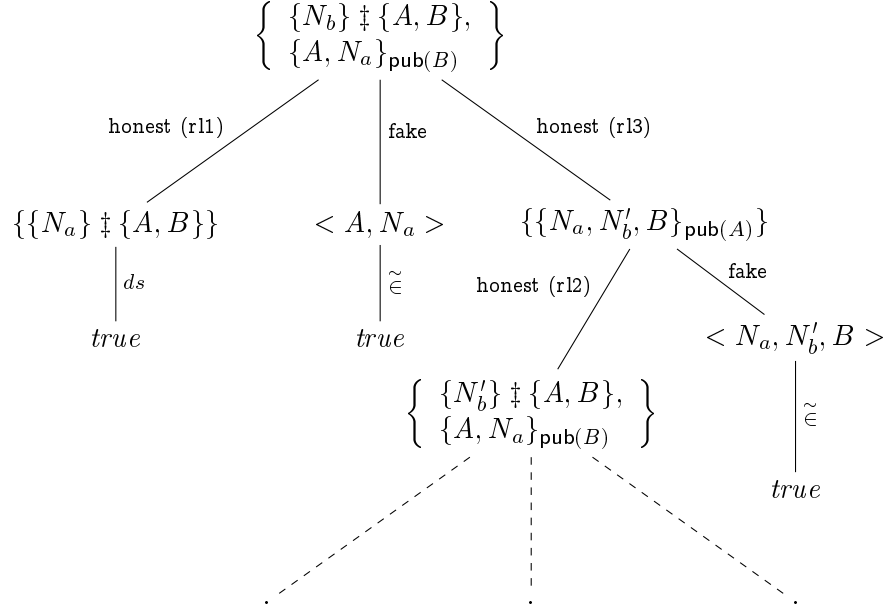 {N_b} ‡ {A, B},
{A, N_a}_pub(B)
honest (rl1)
fake
honest (rl3)
{{N_a} ‡ {A, B}}
< A, N_a >
{{N_a, N'_b, B}_pub(A)}
ds
∈̃
honest (rl2)
fake
true
true
< N_a, N'_b, B >
{N'_b} ‡ {A, B},
{A, N_a}_pub(B)
∈̃
true